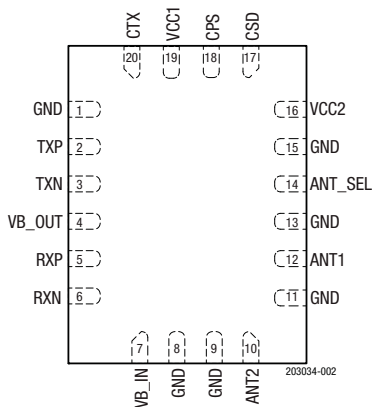 CTX VCC1 CPS CSD
20 19 18 17
GND 1 16 VCC2
TXP 2 15 GND
TXN 3 14 ANT_SEL
VB_OUT 4 13 GND
RXP 5 12 ANT1
RXN 6 11 GND
7 8 9 10
VB_IN GND GND ANT2
203034-002